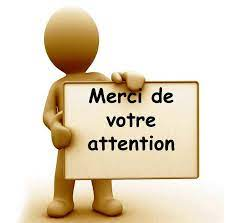 Merci de
votre
attention